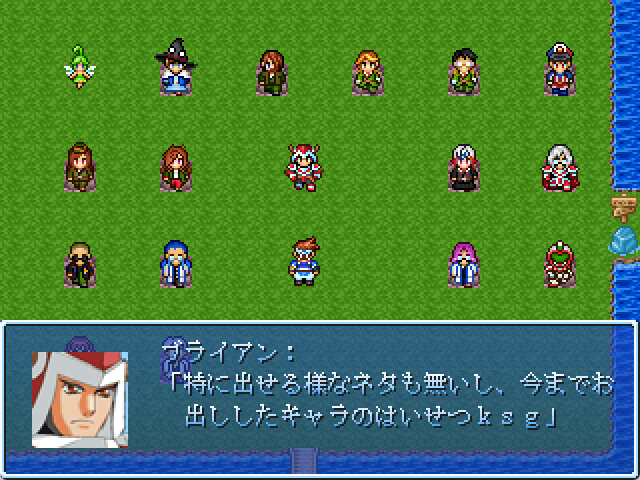 ブライアン：
「特に出せる様なネタも無いし、今までお
出ししたキャラのはいせつｋｓｇ」